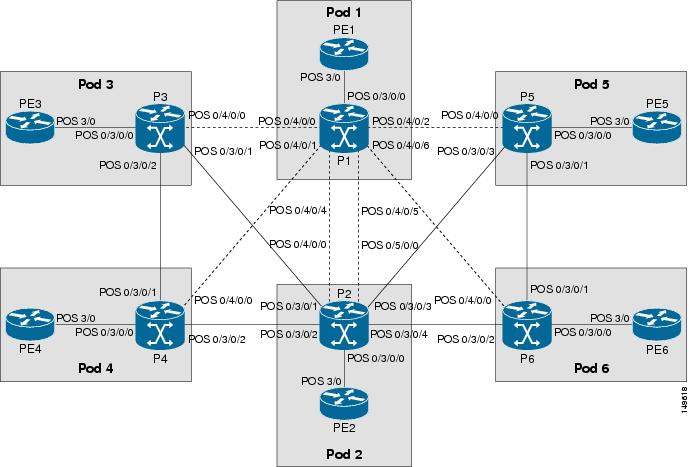 Pod 1
PE1
POS 3/0
POS 0/3/0/0
Pod 3
PE3
P3
POS 3/0
POS 0/3/0/0
POS 0/4/0/0
POS 0/3/0/1
POS 0/3/0/2
POS 0/4/0/0
POS 0/4/0/1
P1
POS 0/4/0/2
POS 0/4/0/6
Pod 5
P5
PE5
POS 0/4/0/0
POS 0/3/0/3
POS 3/0
POS 0/3/0/0
POS 0/3/0/1
POS 0/4/0/4
POS 0/4/0/5
POS 0/4/0/0
POS 0/5/0/0
POS 0/3/0/1
PE4
POS 3/0
POS 0/3/0/0
P4
POS 0/4/0/0
POS 0/3/0/2
Pod 4
P2
POS 0/3/0/1
POS 0/3/0/2
POS 0/3/0/3
POS 0/3/0/4
POS 0/3/0/0
POS 3/0
PE2
Pod 2
POS 0/3/0/1
POS 0/4/0/0
POS 0/3/0/2
P6
POS 3/0
POS 0/3/0/0
PE6
Pod 6
149618